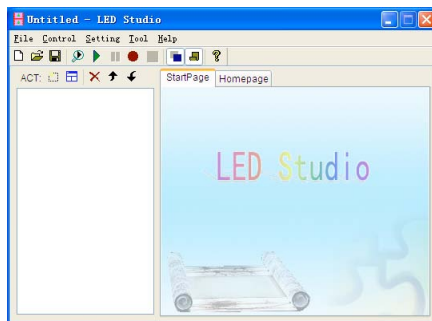 Untitled - LED Studio
File Control Setting Tool Help
ACT:
StartPage Homepage
LED Studio